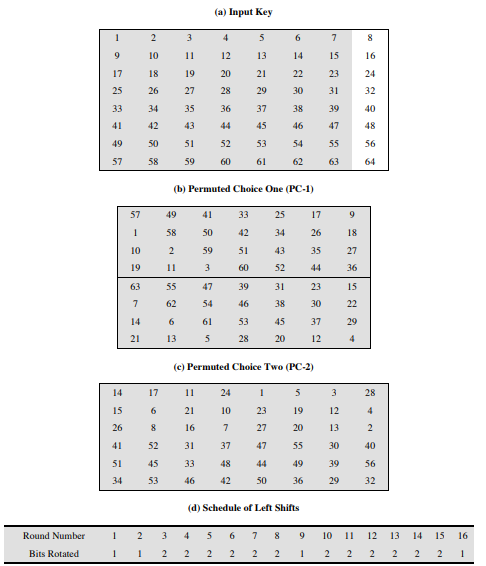 (a) Input Key
1 2 3 4 5 6 7 8
9 10 11 12 13 14 15 16
17 18 19 20 21 22 23 24
25 26 27 28 29 30 31 32
33 34 35 36 37 38 39 40
41 42 43 44 45 46 47 48
49 50 51 52 53 54 55 56
57 58 59 60 61 62 63 64
(b) Permuted Choice One (PC-1)
57 49 41 33 25 17 9
1 58 50 42 34 26 18
10 2 59 51 43 35 27
19 11 3 60 52 44 36
63 55 47 39 31 23 15
7 62 54 46 38 30 22
14 6 61 53 45 37 29
21 13 5 28 20 12 4
(c) Permuted Choice Two (PC-2)
14 17 11 24 1 5 3 28
15 6 21 10 23 19 12 4
26 8 16 7 27 20 13 2
41 52 31 37 47 55 30 40
51 45 33 48 44 49 39 56
34 53 46 42 50 36 29 32
(d) Schedule of Left Shifts
Round Number 1 2 3 4 5 6 7 8 9 10 11 12 13 14 15 16
Bits Rotated 1 1 2 2 2 2 2 2 1 2 2 2 2 2 2 1